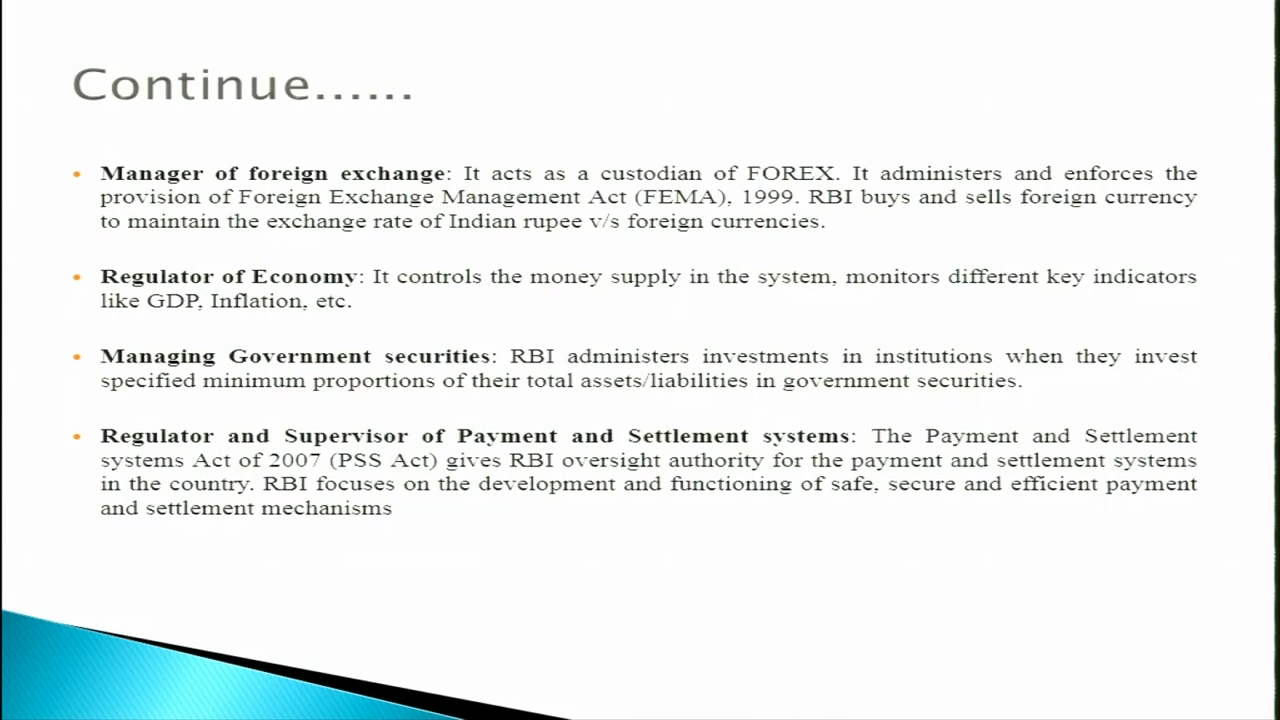 Continue......
• Manager of foreign exchange: It acts as a custodian of FOREX. It administers and enforces the
provision of Foreign Exchange Management Act (FEMA), 1999. RBI buys and sells foreign currency
to maintain the exchange rate of Indian rupee v/s foreign currencies.
• Regulator of Economy: It controls the money supply in the system, monitors different key indicators
like GDP, Inflation, etc.
• Managing Government securities: RBI administers investments in institutions when they invest
specified minimum proportions of their total assets/liabilities in government securities.
• Regulator and Supervisor of Payment and Settlement systems: The Payment and Settlement
systems Act of 2007 (PSS Act) gives RBI oversight authority for the payment and settlement systems
in the country. RBI focuses on the development and functioning of safe, secure and efficient payment
and settlement mechanisms